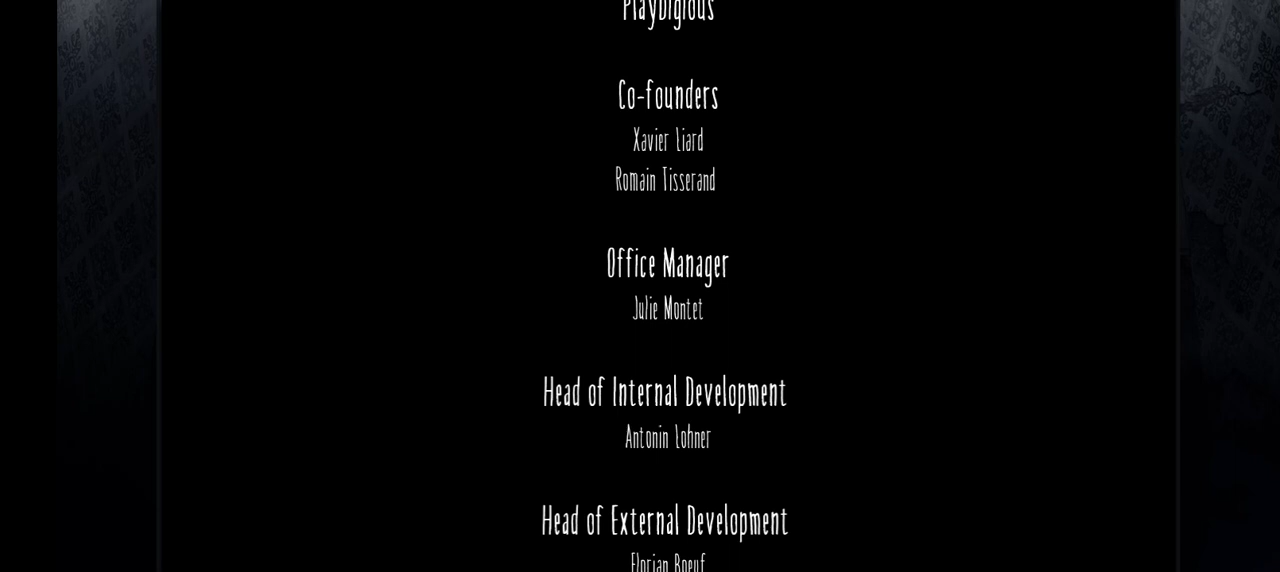 Playdigious
Co-founders
Xavier Liard
Romain Tisserand
Office Manager
Julie Montet
Head of Internal Development
Antonin Lohner
Head of External Development
Florian Boeuf